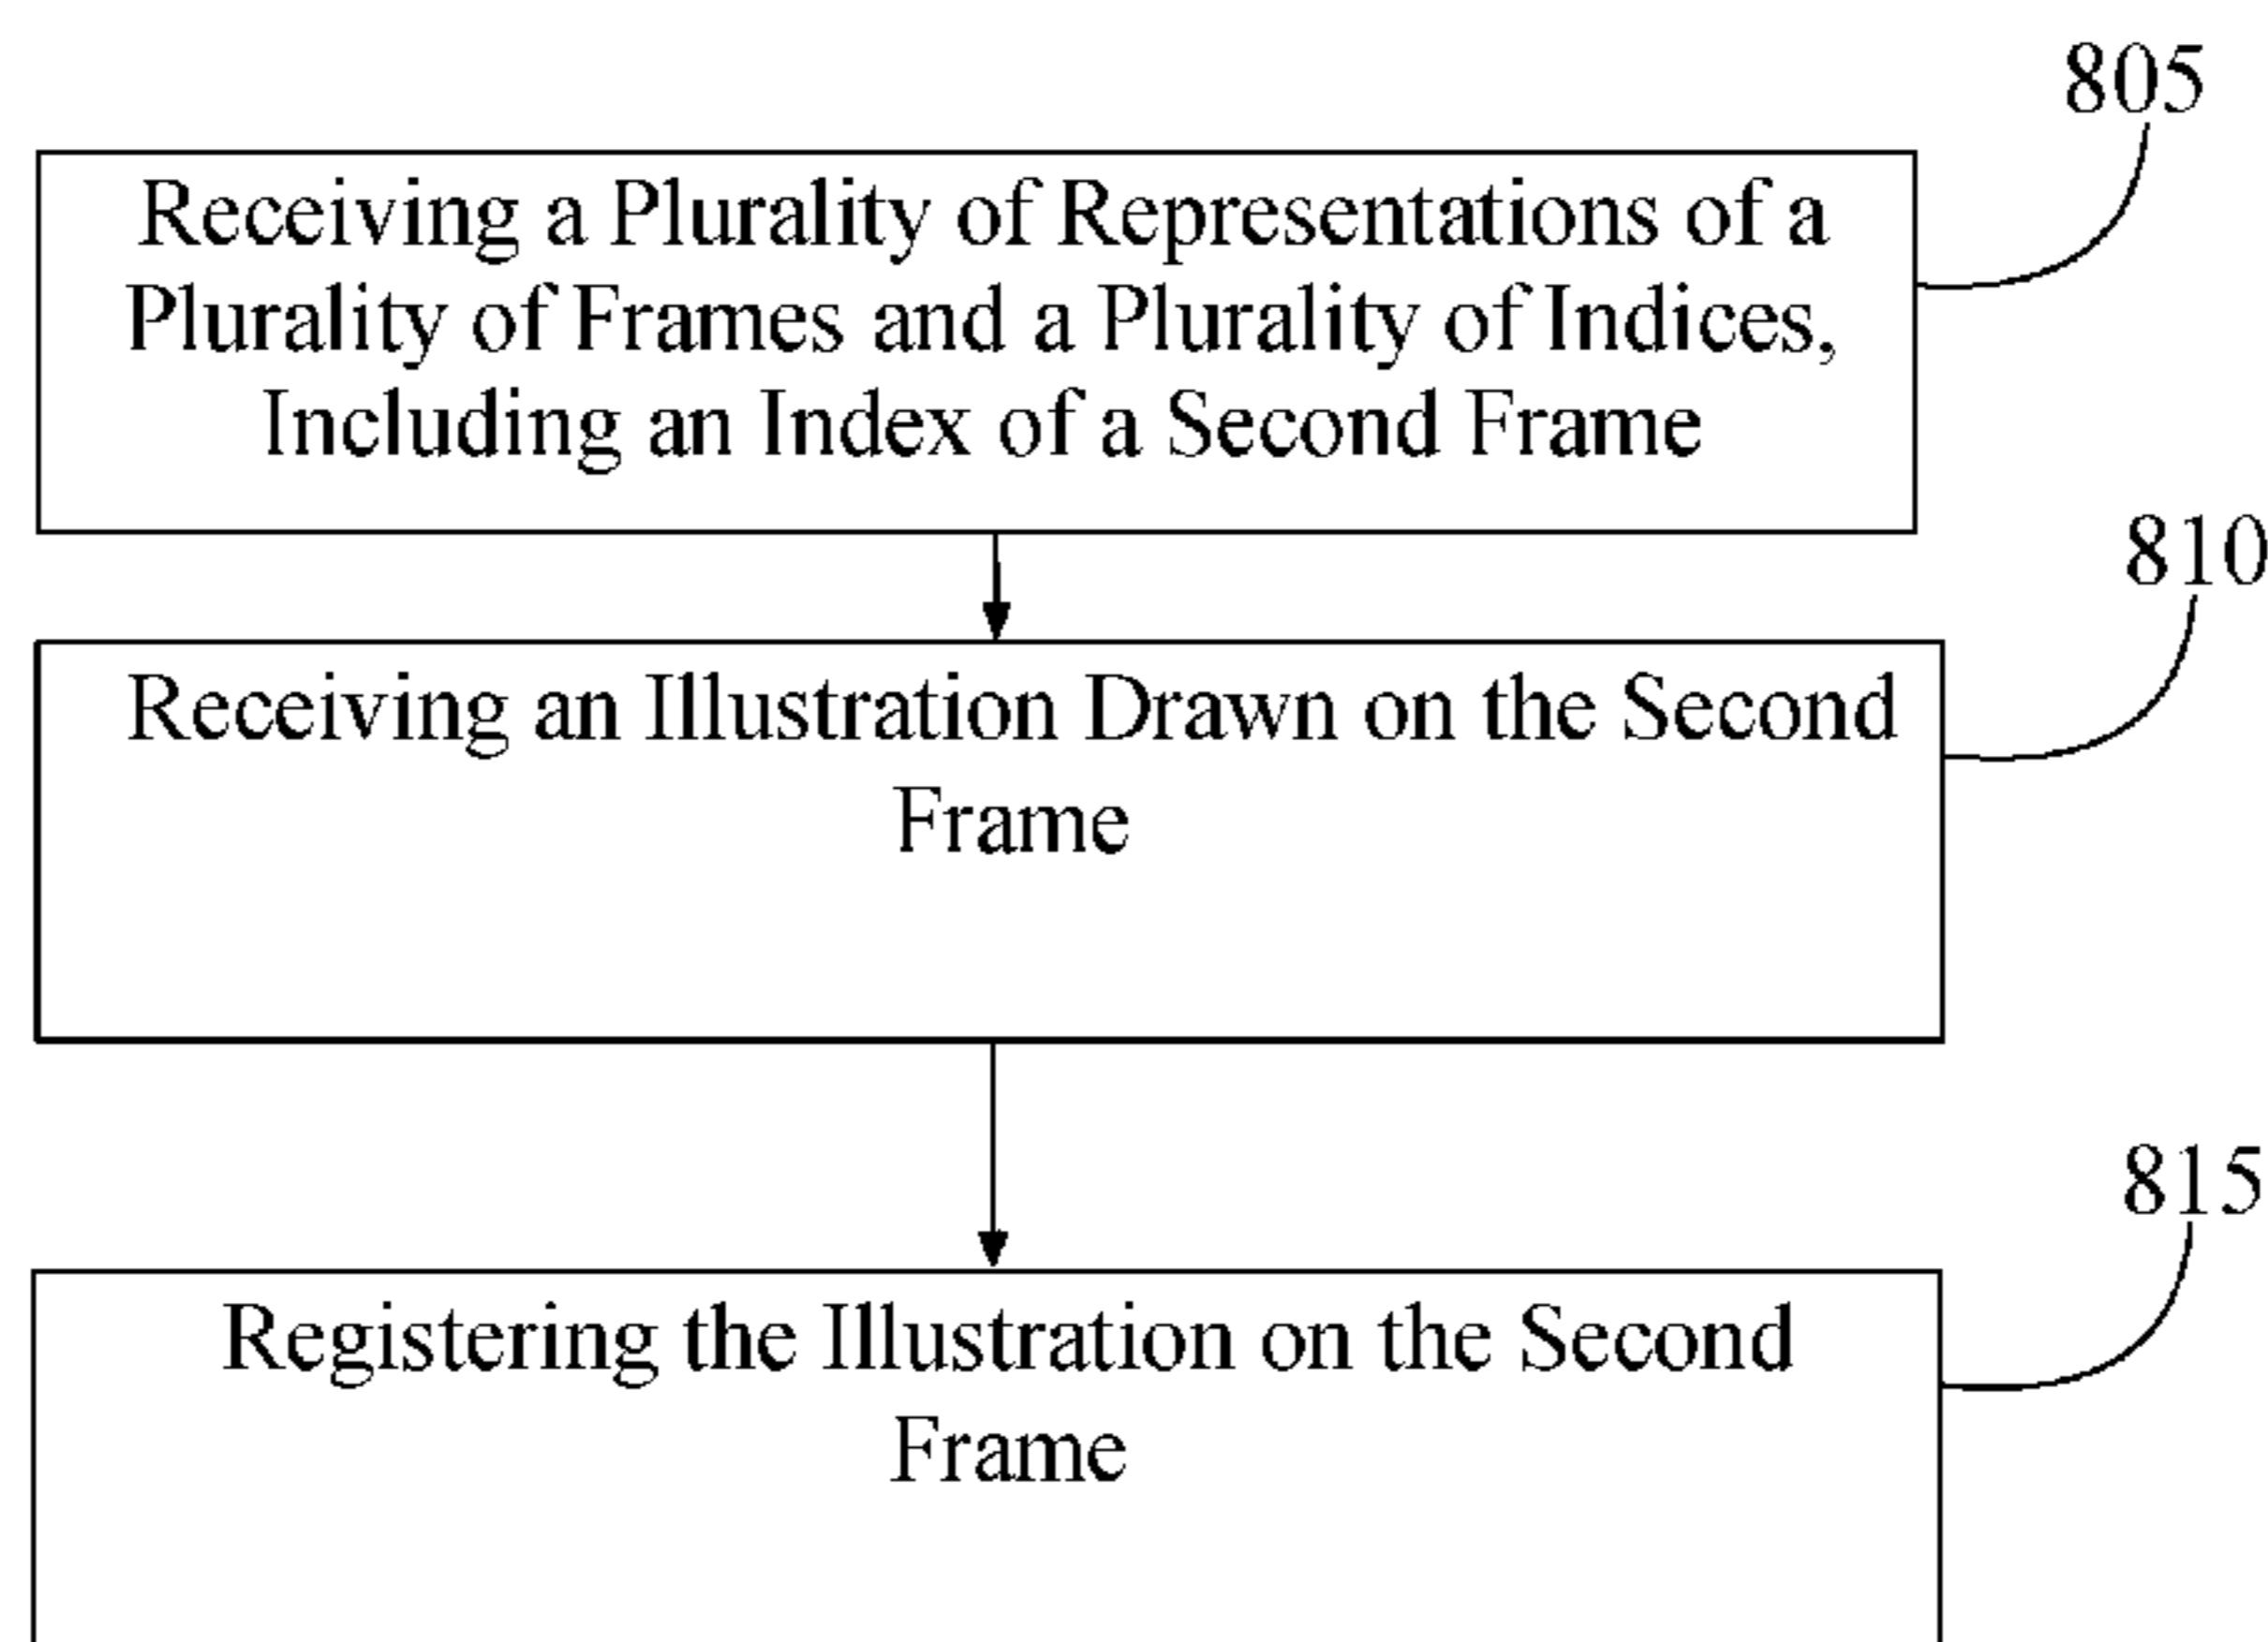 805
Receiving a Plurality of Representations of a
Plurality of Frames and a Plurality of Indices,
Including an Index of a Second Frame
810
Receiving an Illustration Drawn on the Second
Frame
815
Registering the Illustration on the Second
Frame